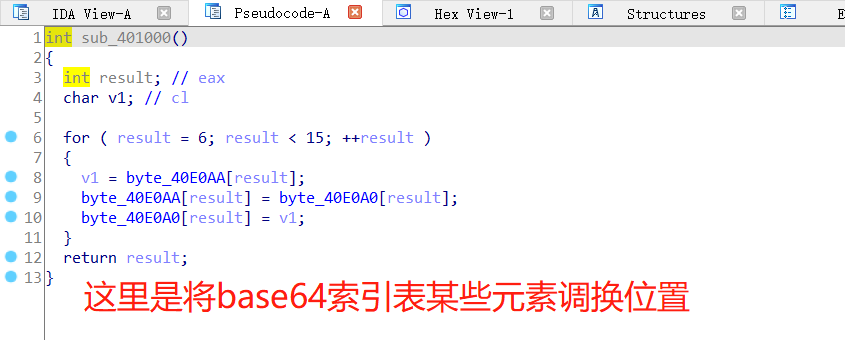 IDA View-A Pseudocode-A Hex View-1 Structures E
1 int sub_401000()
2 {
3 int result; // eax
4 char v1; // cl
5
6 for ( result = 6; result < 15; ++result )
7 {
8 v1 = byte_40E0AA[result];
9 byte_40E0AA[result] = byte_40E0A0[result];
10 byte_40E0A0[result] = v1;
11 }
12 return result;
13 }
这里是将base64索引表某些元素调换位置